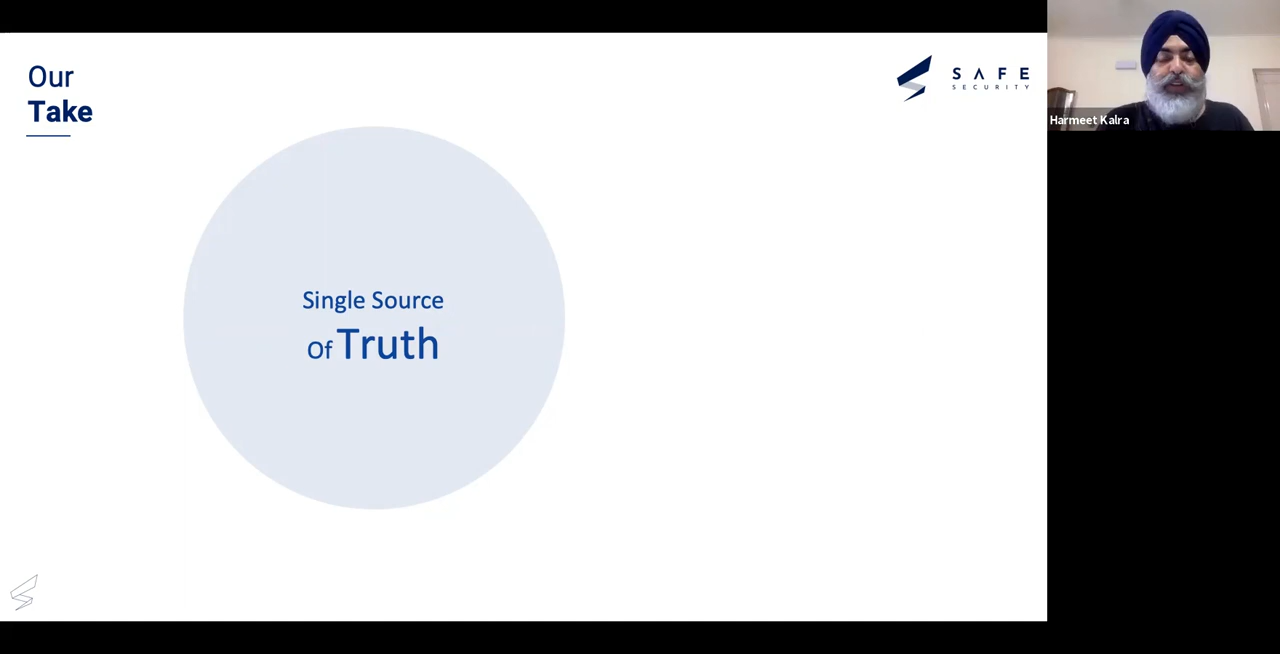 Our
Take
SAFE
SECURITY
Harmeet Kalra
Single Source
Of Truth